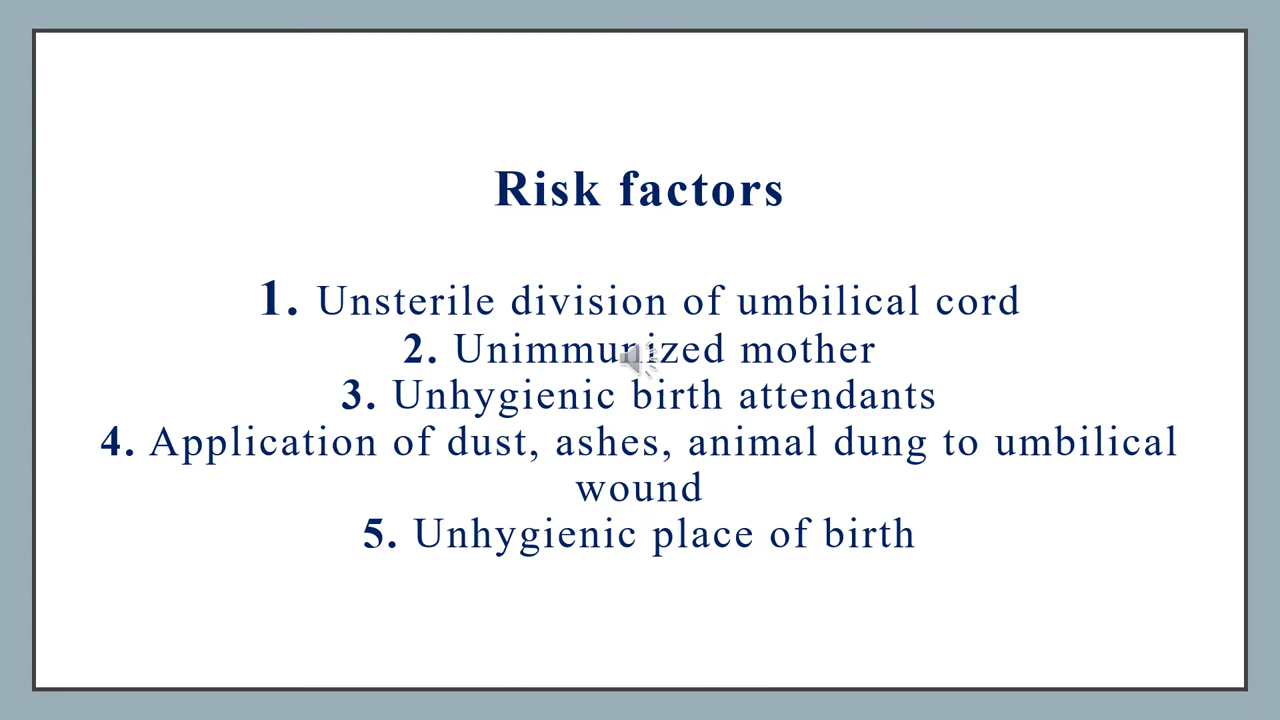 Risk factors
1. Unsterile division of umbilical cord
2. Unimmunized mother
3. Unhygienic birth attendants
4. Application of dust, ashes, animal dung to umbilical
wound
5. Unhygienic place of birth